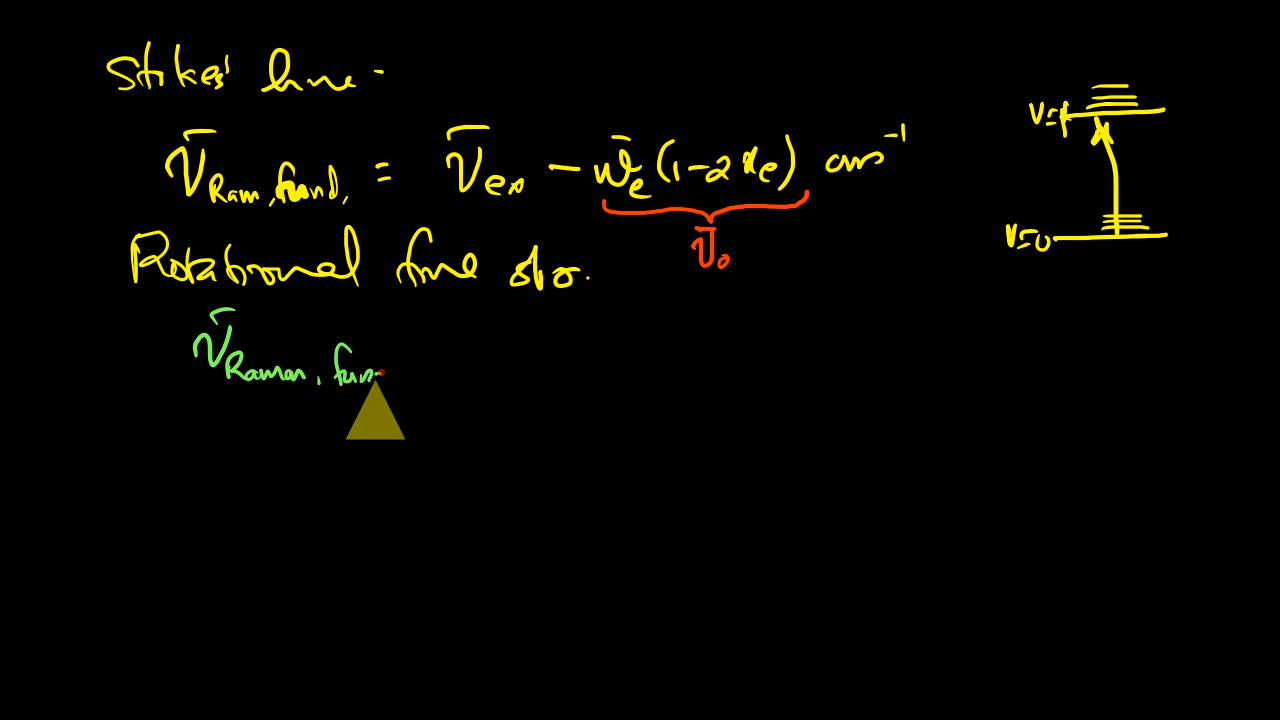 Stokes' line -
ν̄ Ram, fund, = ν̄ex - ω̄e (1-2xe) cm⁻¹
ν̄₀
Rotational fine str.
ν̄ Raman, fun
v=1
v=0